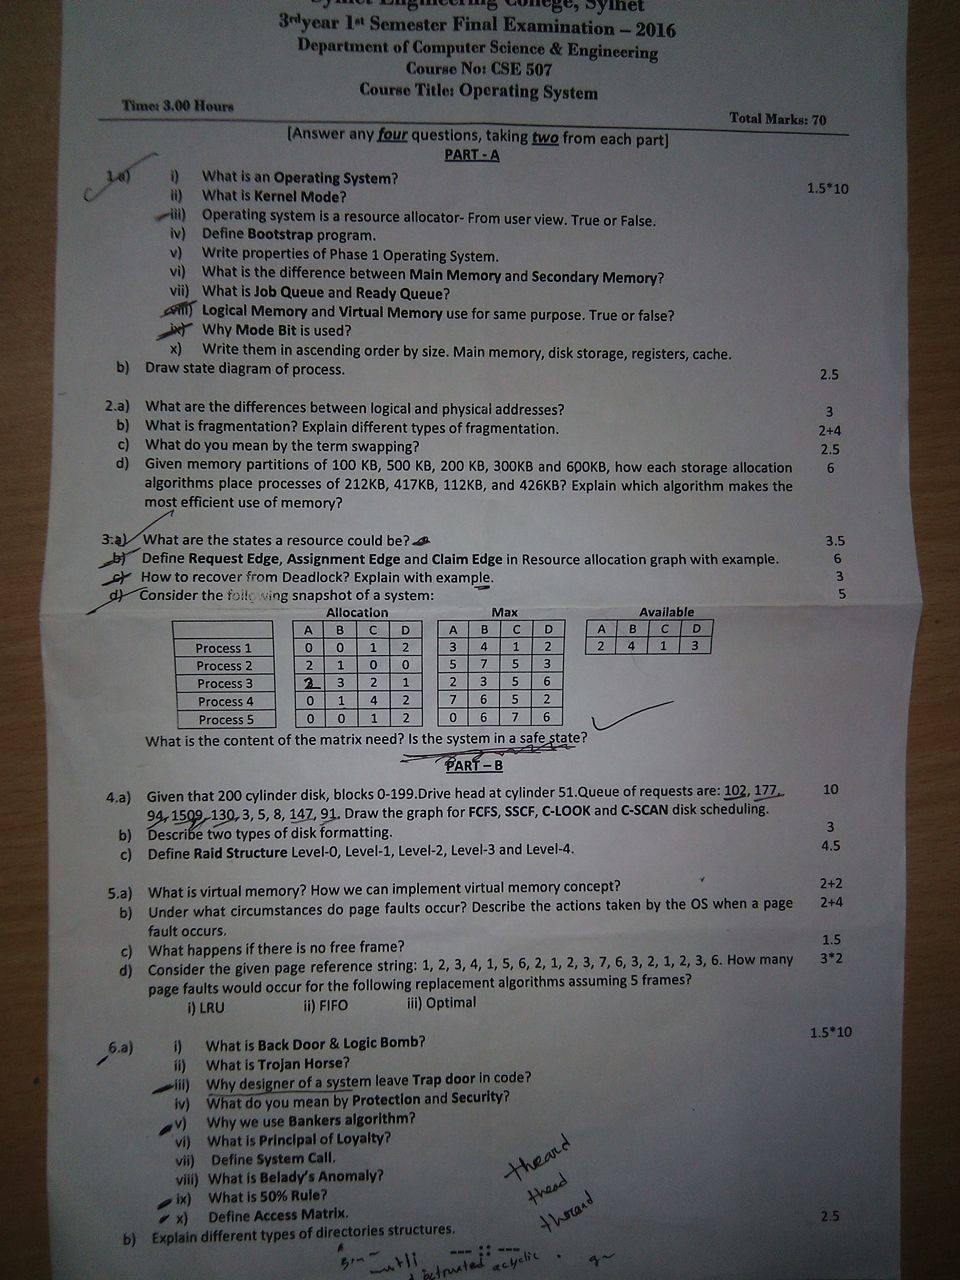 Sylhet Engineering College, Sylhet
3rdyear 1st Semester Final Examination – 2016
Department of Computer Science & Engineering
Course No: CSE 507
Course Title: Operating System
Time: 3.00 Hours Total Marks: 70
[Answer any four questions, taking two from each part]
PART - A
1.a) i) What is an Operating System? 1.5*10
ii) What is Kernel Mode?
iii) Operating system is a resource allocator- From user view. True or False.
iv) Define Bootstrap program.
v) Write properties of Phase 1 Operating System.
vi) What is the difference between Main Memory and Secondary Memory?
vii) What is Job Queue and Ready Queue?
viii) Logical Memory and Virtual Memory use for same purpose. True or false?
ix) Why Mode Bit is used?
x) Write them in ascending order by size. Main memory, disk storage, registers, cache.
b) Draw state diagram of process. 2.5
2.a) What are the differences between logical and physical addresses? 3
b) What is fragmentation? Explain different types of fragmentation. 2+4
c) What do you mean by the term swapping? 2.5
d) Given memory partitions of 100 KB, 500 KB, 200 KB, 300KB and 600KB, how each storage allocation 6
algorithms place processes of 212KB, 417KB, 112KB, and 426KB? Explain which algorithm makes the
most efficient use of memory?
3.a) What are the states a resource could be? 3.5
b) Define Request Edge, Assignment Edge and Claim Edge in Resource allocation graph with example. 6
c) How to recover from Deadlock? Explain with example. 3
d) Consider the following snapshot of a system: 5
Allocation Max Available
A B C D A B C D A B C D
Process 1 0 0 1 2 3 4 1 2 2 4 1 3
Process 2 2 1 0 0 5 7 5 3
Process 3 2 3 2 1 2 3 5 6
Process 4 0 1 4 2 7 6 5 2
Process 5 0 0 1 2 0 6 7 6
What is the content of the matrix need? Is the system in a safe state?
PART – B
4.a) Given that 200 cylinder disk, blocks 0-199.Drive head at cylinder 51.Queue of requests are: 102, 177, 10
94, 1509, 130, 3, 5, 8, 147, 91. Draw the graph for FCFS, SSCF, C-LOOK and C-SCAN disk scheduling.
b) Describe two types of disk formatting. 3
c) Define Raid Structure Level-0, Level-1, Level-2, Level-3 and Level-4. 4.5
5.a) What is virtual memory? How we can implement virtual memory concept? 2+2
b) Under what circumstances do page faults occur? Describe the actions taken by the OS when a page 2+4
fault occurs.
c) What happens if there is no free frame? 1.5
d) Consider the given page reference string: 1, 2, 3, 4, 1, 5, 6, 2, 1, 2, 3, 7, 6, 3, 2, 1, 2, 3, 6. How many 3*2
page faults would occur for the following replacement algorithms assuming 5 frames?
i) LRU ii) FIFO iii) Optimal
6.a) i) What is Back Door & Logic Bomb? 1.5*10
ii) What is Trojan Horse?
iii) Why designer of a system leave Trap door in code?
iv) What do you mean by Protection and Security?
v) Why we use Bankers algorithm?
vi) What is Principal of Loyalty?
vii) Define System Call.
viii) What is Belady's Anomaly?
ix) What is 50% Rule?
x) Define Access Matrix.
b) Explain different types of directories structures. 2.5
acyclic